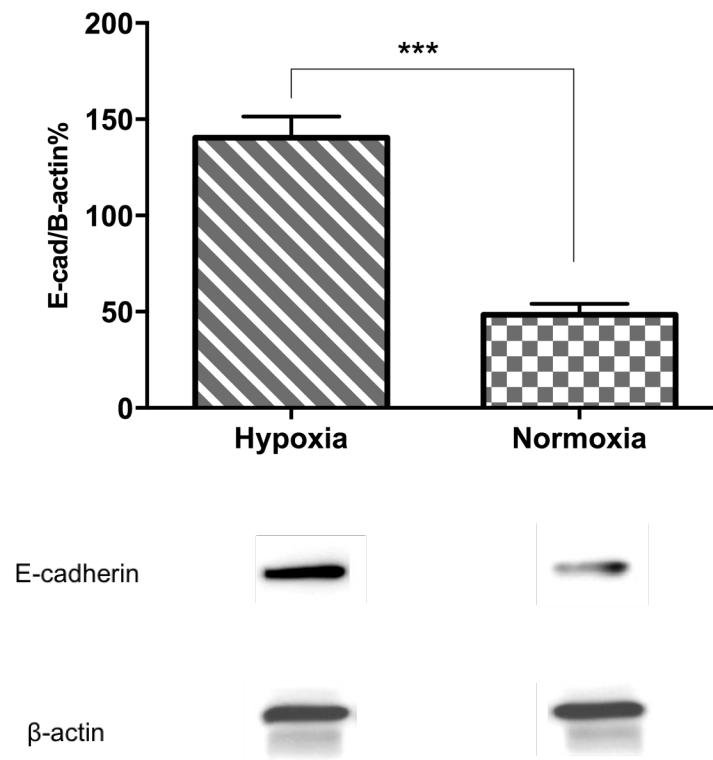 200
***
150
E-cad/B-actin%
100
50
0
Hypoxia Normoxia
E-cadherin
β-actin